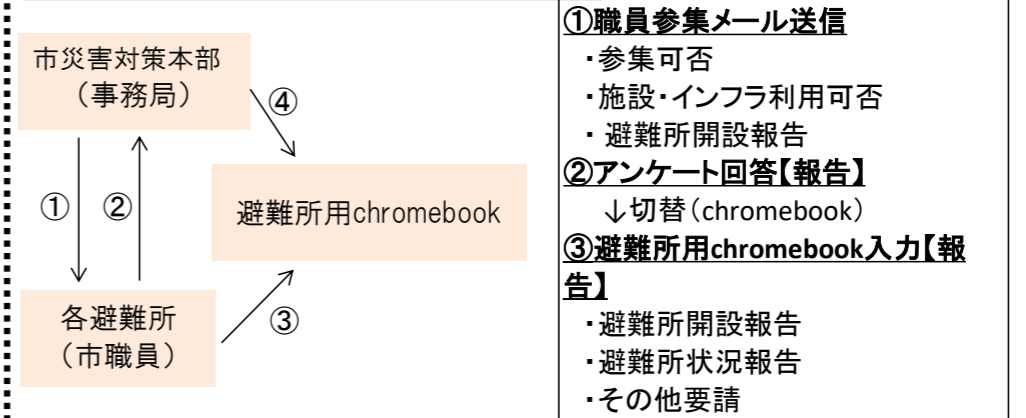 市災害対策本部
（事務局）
④
①
②
避難所用chromebook
各避難所
（市職員）
③
①職員参集メール送信
・参集可否
・施設・インフラ利用可否
・ 避難所開設報告
②アンケート回答【報告】
↓切替（chromebook）
③避難所用chromebook入力【報
告】
・避難所開設報告
・避難所状況報告
・その他要請